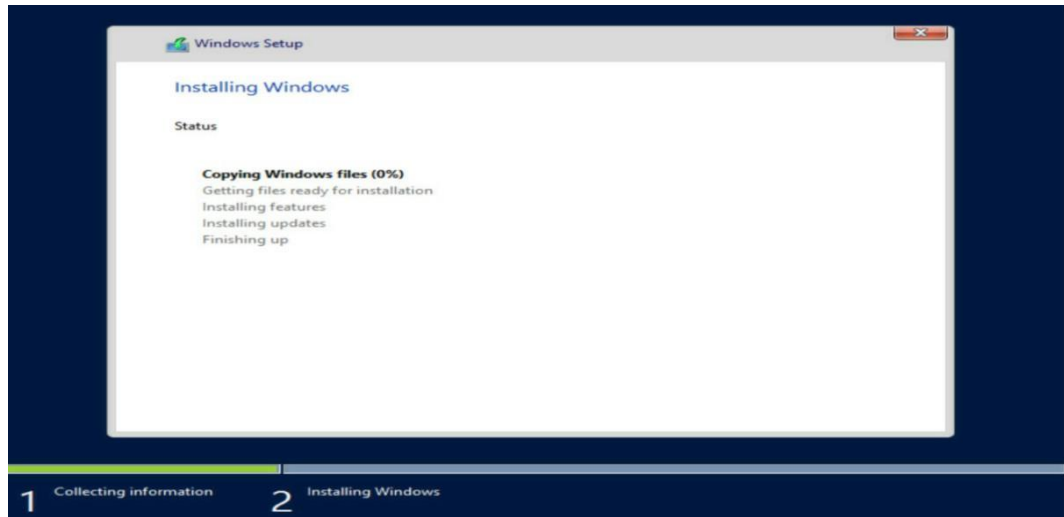 Windows Setup
Installing Windows
Status
Copying Windows files (0%)
Getting files ready for installation
Installing features
Installing updates
Finishing up
1 Collecting information 2 Installing Windows